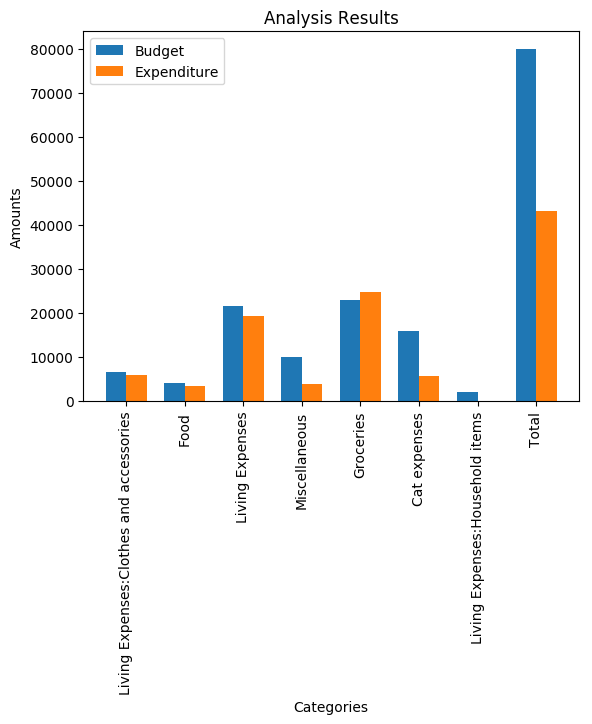 Analysis Results
Budget
Expenditure
80000
70000
60000
50000
40000
30000
20000
10000
0
Amounts
Living Expenses:Clothes and accessories
Food
Living Expenses
Miscellaneous
Groceries
Cat expenses
Living Expenses:Household items
Total
Categories